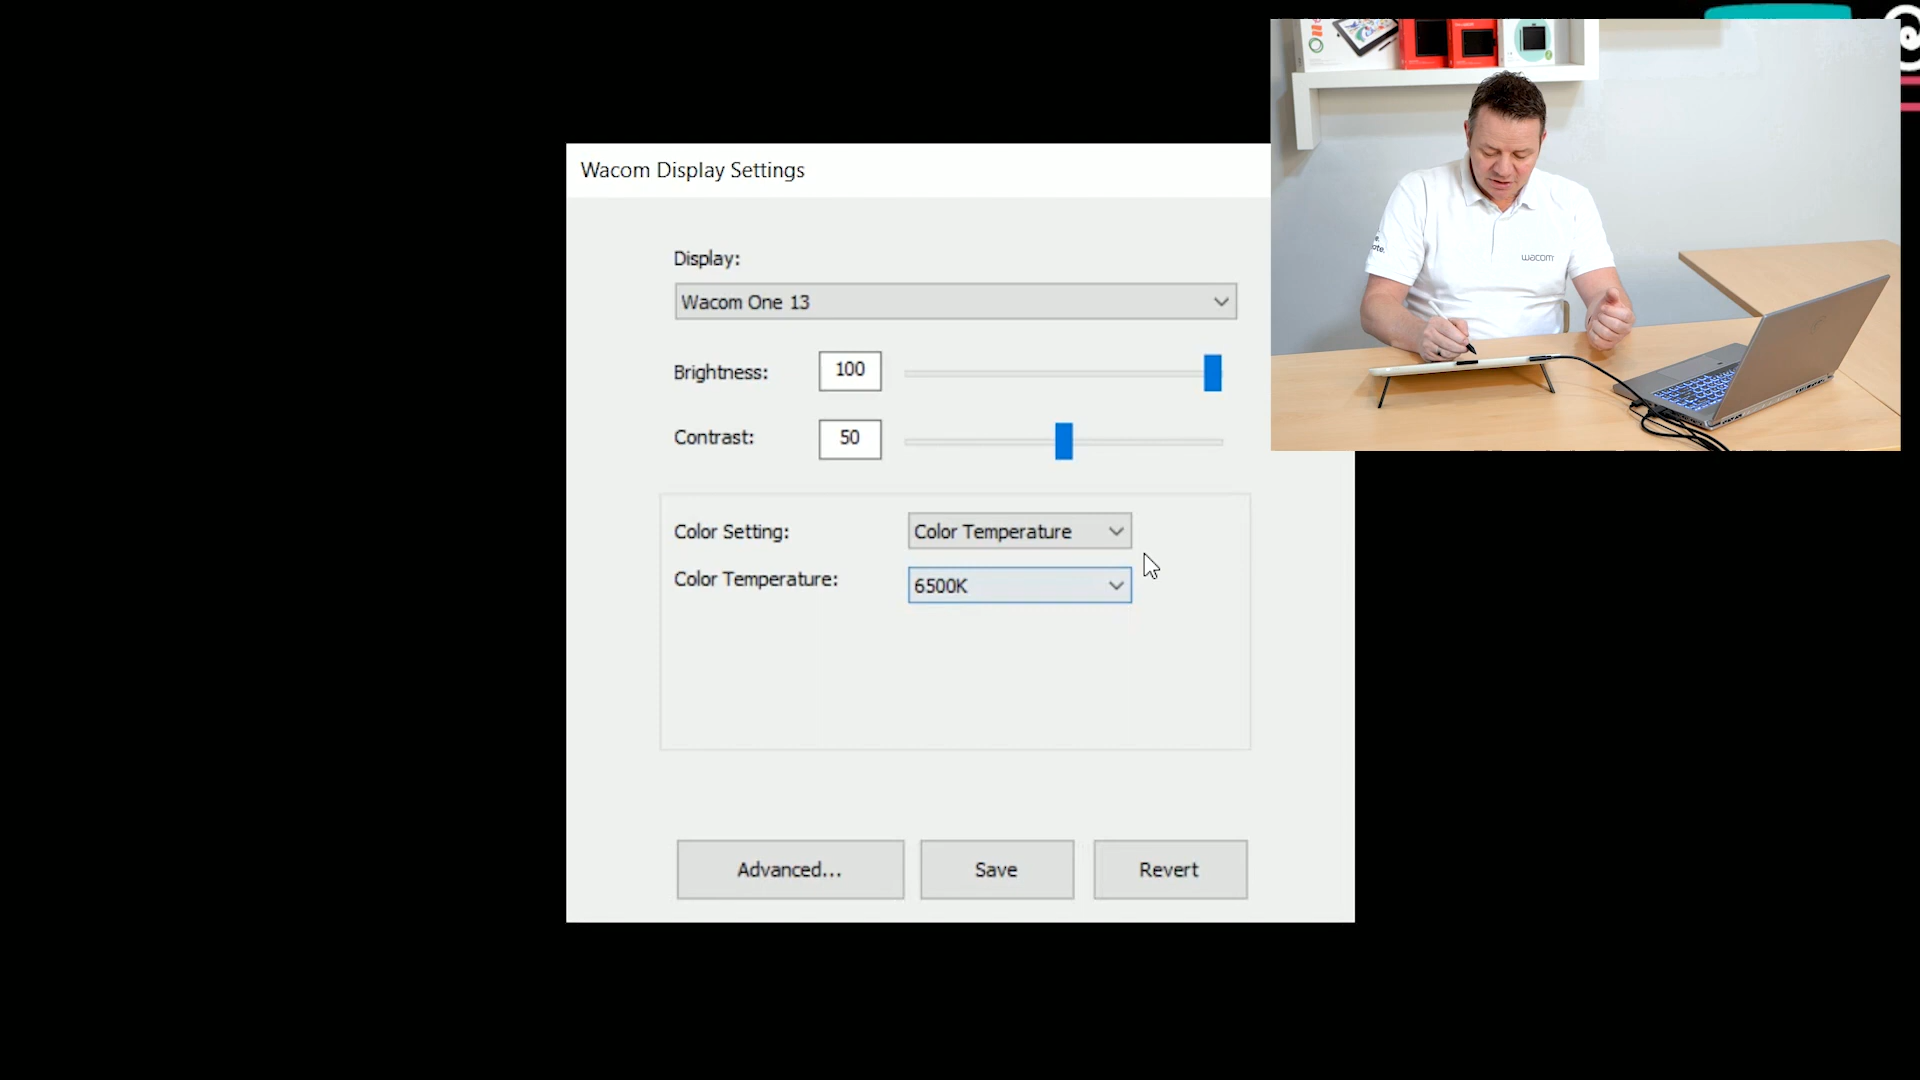 Wacom Display Settings
Display:
Wacom One 13
Brightness:
100
Contrast:
50
Color Setting:
Color Temperature
Color Temperature:
6500K
Advanced...
Save
Revert
wacom